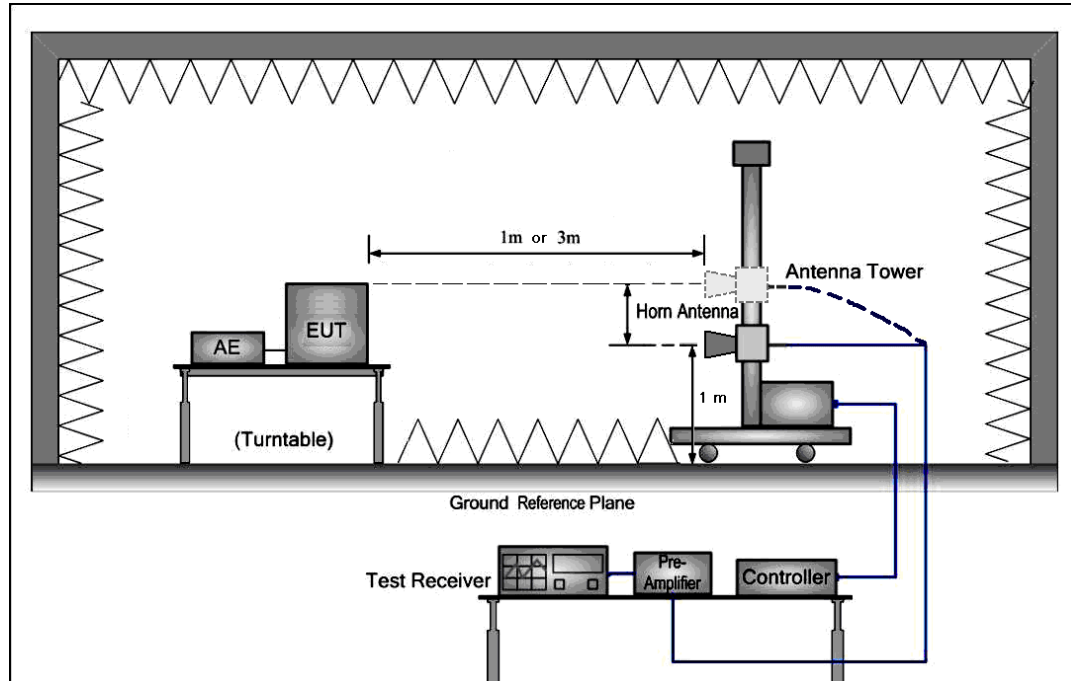 1m or 3m
Antenna Tower
Horn Antenna
EUT
AE
1 m
(Turntable)
Ground Reference Plane
Test Receiver
Pre-
Amplifier
Controller